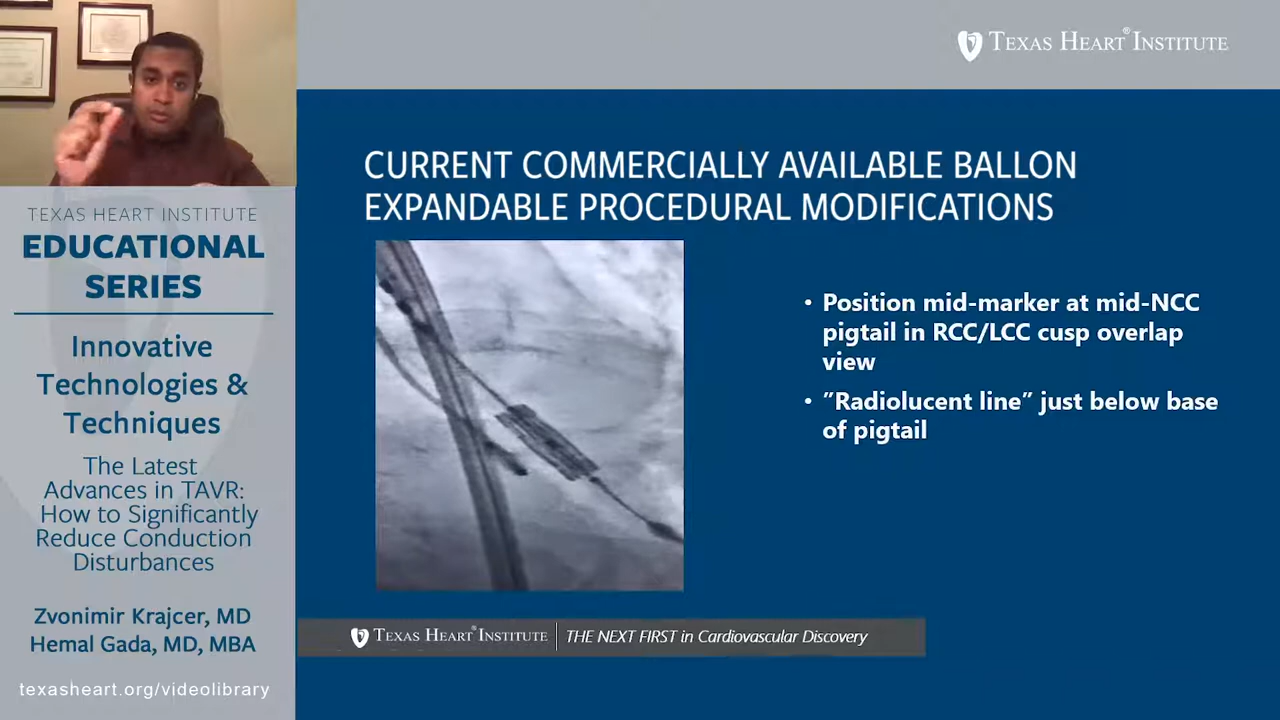 TEXAS HEART® INSTITUTE
TEXAS HEART INSTITUTE
EDUCATIONAL
SERIES
Innovative
Technologies &
Techniques
The Latest
Advances in TAVR:
How to Significantly
Reduce Conduction
Disturbances
Zvonimir Krajcer, MD
Hemal Gada, MD, MBA
texasheart.org/videolibrary
CURRENT COMMERCIALLY AVAILABLE BALLON
EXPANDABLE PROCEDURAL MODIFICATIONS
• Position mid-marker at mid-NCC
pigtail in RCC/LCC cusp overlap
view
• ”Radiolucent line” just below base
of pigtail
TEXAS HEART INSTITUTE THE NEXT FIRST in Cardiovascular Discovery